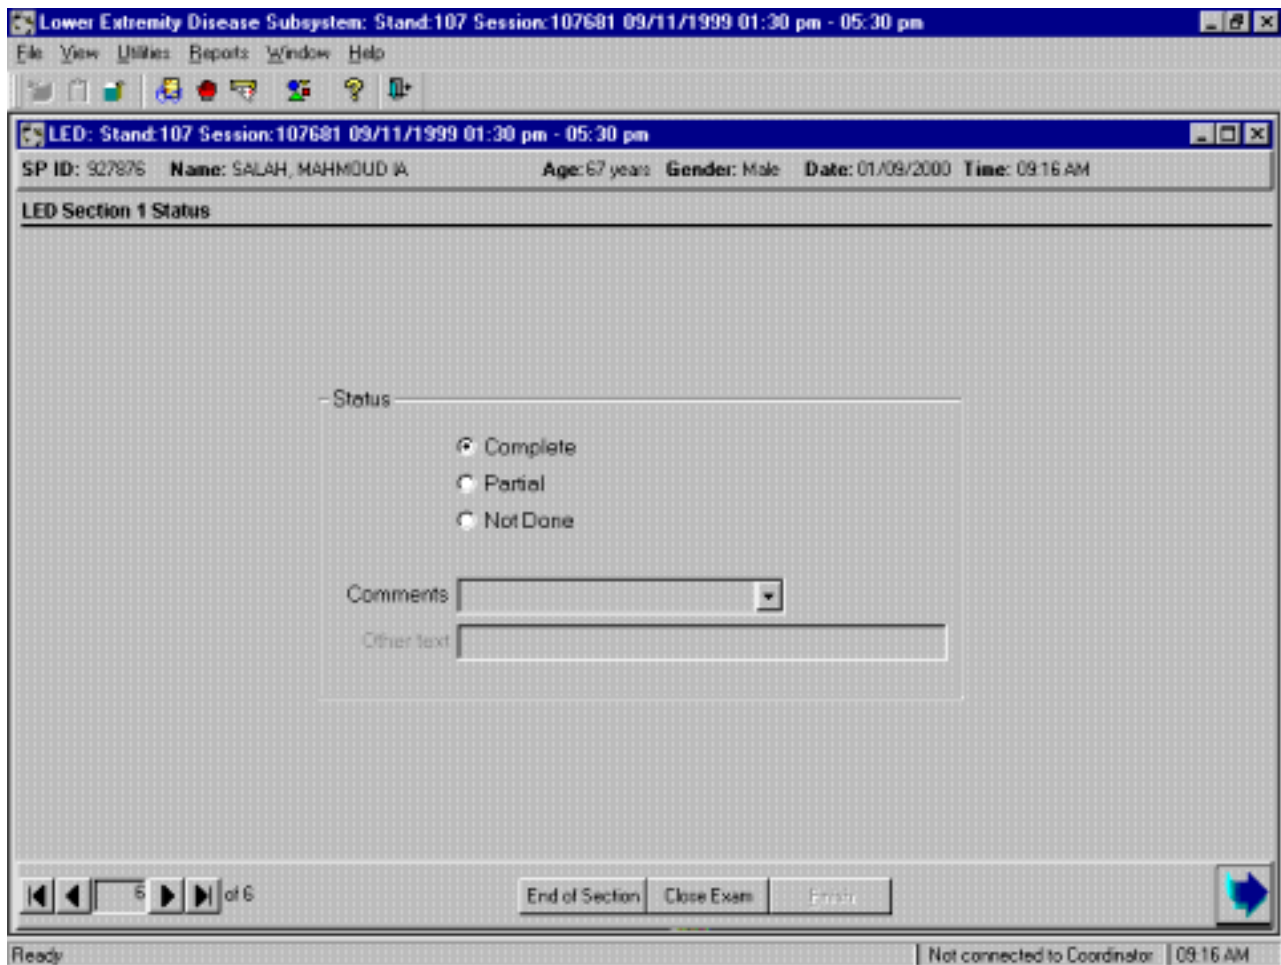 Lower Extremity Disease Subsystem: Stand:107 Session:107681 09/11/1999 01:30 pm - 05:30 pm
File View Utilities Reports Window Help
LED: Stand:107 Session:107681 09/11/1999 01:30 pm - 05:30 pm
SP ID: 927876 Name: SALAH, MAHMOUD IA Age: 67 years Gender: Male Date: 01/09/2000 Time: 09:16 AM
LED Section 1 Status
Status
Complete
Partial
Not Done
Comments
Other text
6 of 6 End of Section Close Exam Finish
Ready Not connected to Coordinator 09:16 AM